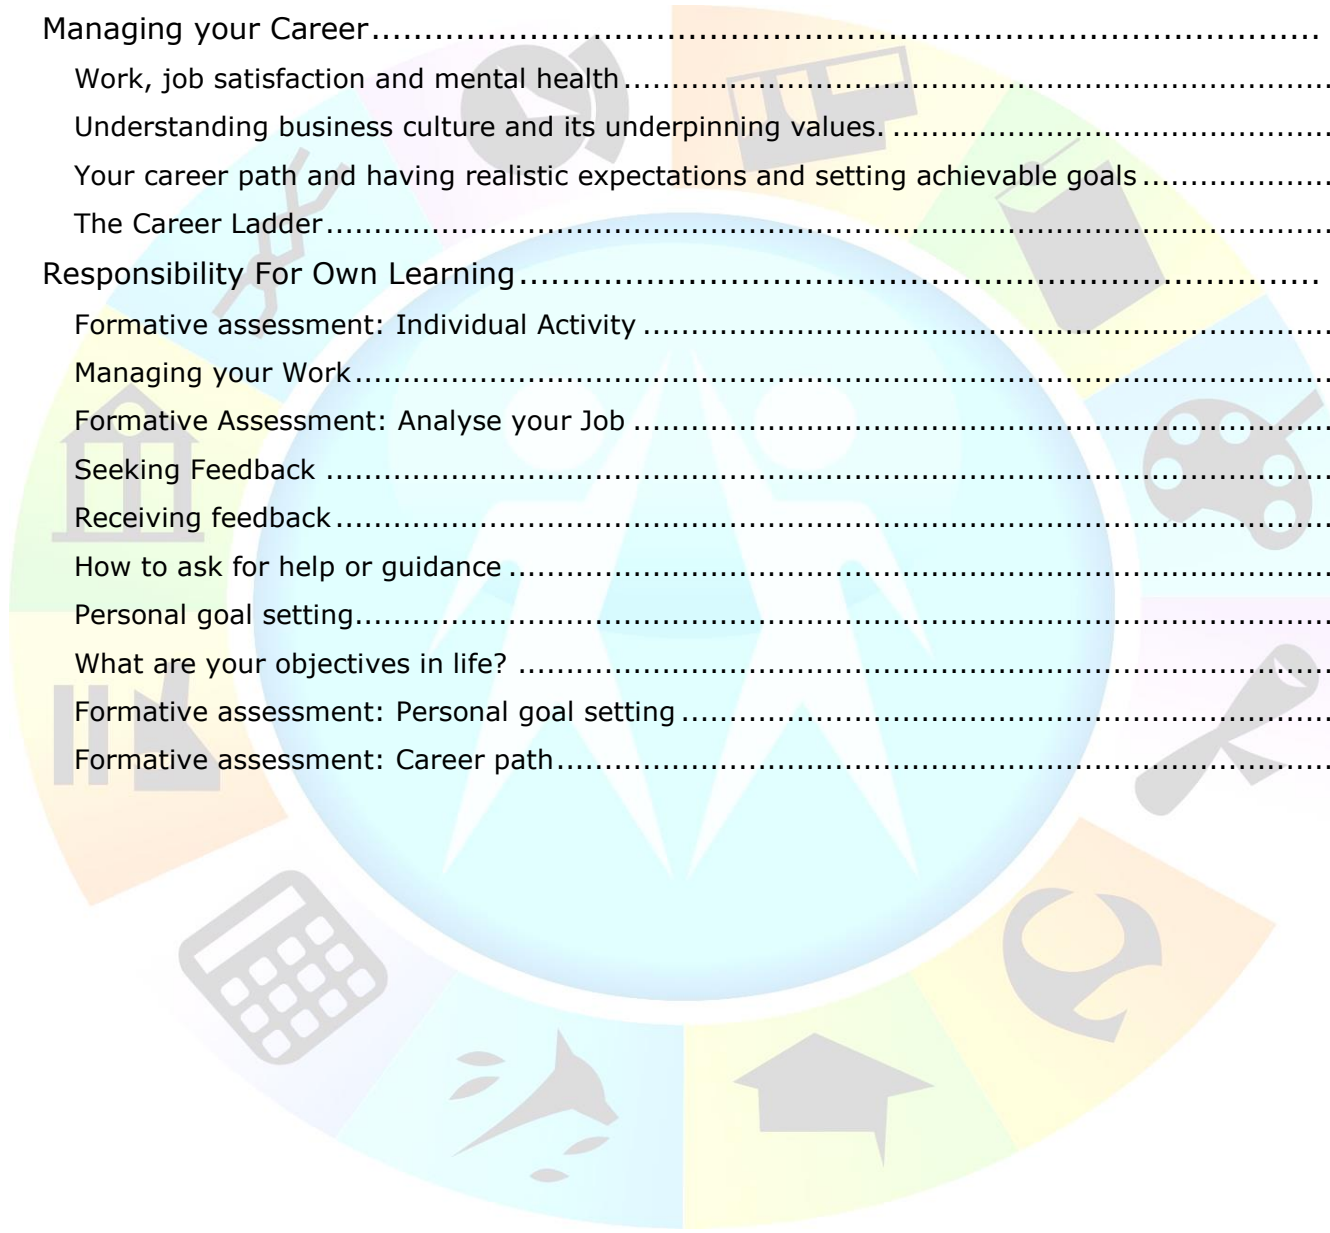 Managing your Career..........................................................................................
Work, job satisfaction and mental health......................................................................
Understanding business culture and its underpinning values. ...........................................
Your career path and having realistic expectations and setting achievable goals..................
The Career Ladder..................................................................................................
Responsibility For Own Learning............................................................................
Formative assessment: Individual Activity ..................................................................
Managing your Work...............................................................................................
Formative Assessment: Analyse your Job ...................................................................
Seeking Feedback ..................................................................................................
Receiving feedback.................................................................................................
How to ask for help or guidance ...............................................................................
Personal goal setting...............................................................................................
What are your objectives in life? ..............................................................................
Formative assessment: Personal goal setting ..............................................................
Formative assessment: Career path...........................................................................